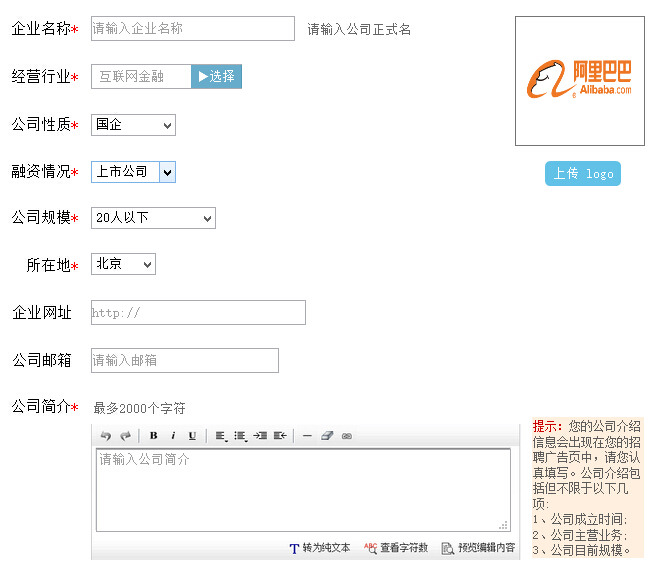 企业名称* 请输入企业名称 请输入公司正式名
阿里巴巴
Alibaba.com
经营行业* 互联网金融 ▶选择
公司性质* 国企
融资情况* 上市公司
上传 logo
公司规模* 20人以下
所在地* 北京
企业网址 http://
公司邮箱 请输入邮箱
公司简介* 最多2000个字符
B i U
请输入公司简介
T 转为纯文本 ABC 查看字符数 预览编辑内容
提示: 您的公司介绍
信息会出现在您的招
聘广告页中, 请您认
真填写。公司介绍包
括但不限于以下几
项:
1、公司成立时间;
2、公司主营业务;
3、公司目前规模。